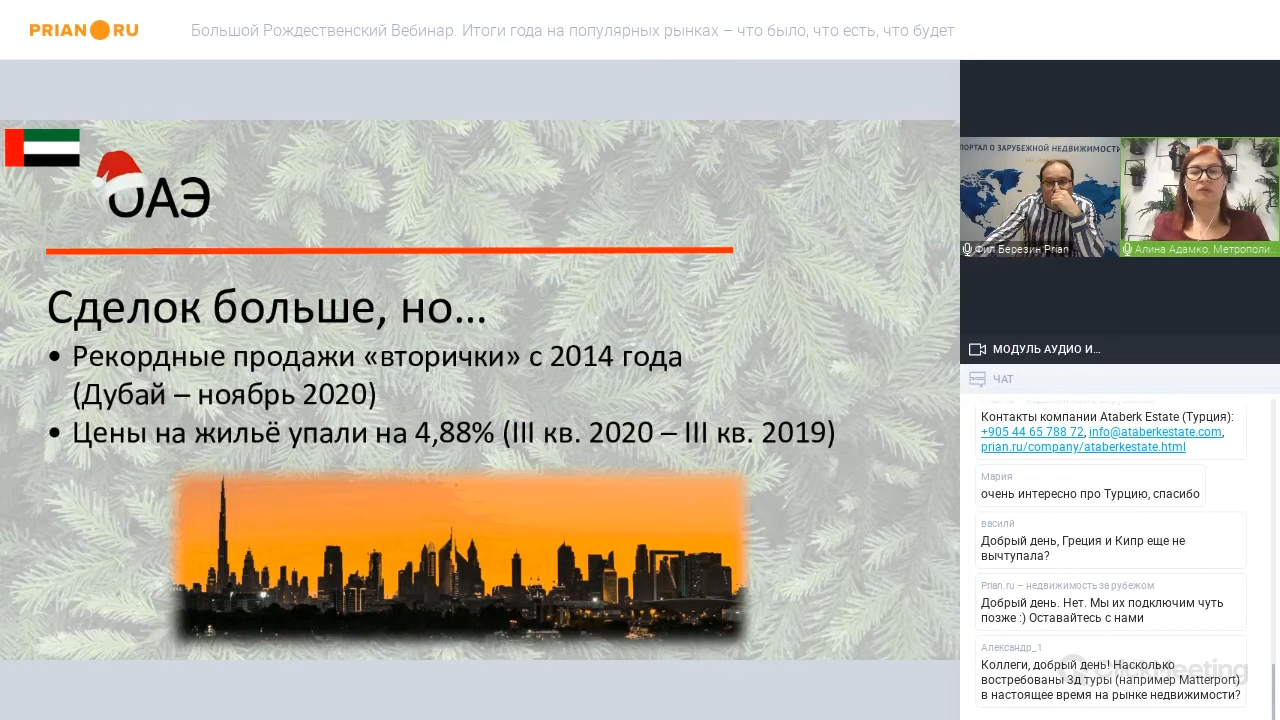 PRIAN RU
Большой Рождественский Вебинар. Итоги года на популярных рынках – что было, что есть, что будет
ОАЭ
Сделок больше, но...
• Рекордные продажи «вторички» с 2014 года
(Дубай – ноябрь 2020)
• Цены на жильё упали на 4,88% (III кв. 2020 – III кв. 2019)
ПОРТАЛ О ЗАРУБЕЖНОЙ НЕДВИЖИМОСТИ
Фил Березин Prian
Алина Адамко, Метрополи...
МОДУЛЬ АУДИО И...
ЧАТ
Контакты компании Ataberk Estate (Турция):
+905 44 65 788 72, info@ataberkestate.com,
prian.ru/company/ataberkestate.html
Мария
очень интересно про Турцию, спасибо
василй
Добрый день, Греция и Кипр еще не
вычтупала?
Prian.ru – недвижимость за рубежом
Добрый день. Нет. Мы их подключим чуть
позже :) Оставайтесь с нами
Александр_1
Коллеги, добрый день! Насколько
востребованы 3д туры (например Matterport)
в настоящее время на рынке недвижимости?
ClickMeeting